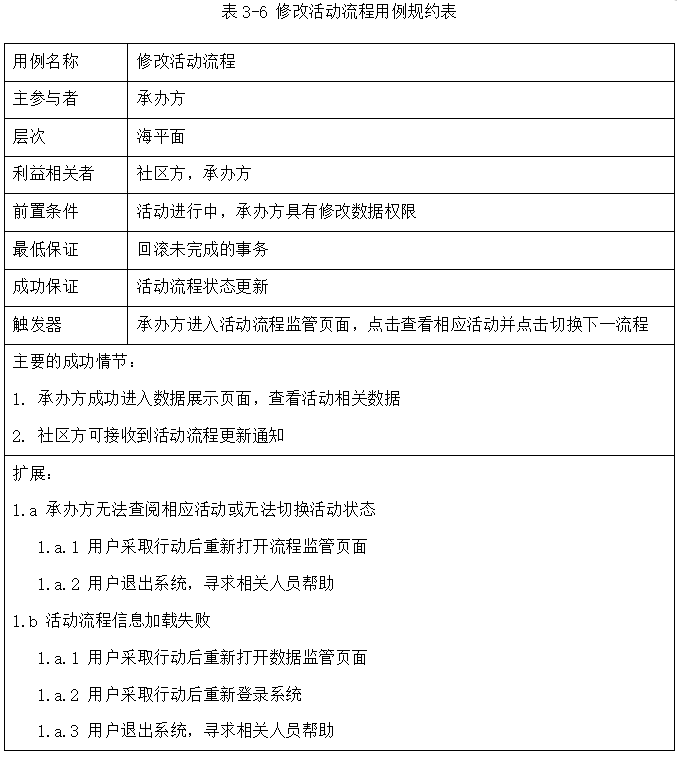 表 3-6 修改活动流程用例规约表
用例名称 修改活动流程
主参与者 承办方
层次 海平面
利益相关者 社区方，承办方
前置条件 活动进行中，承办方具有修改数据权限
最低保证 回滚未完成的事务
成功保证 活动流程状态更新
触发器 承办方进入活动流程监管页面，点击查看相应活动并点击切换下一流程
主要的成功情节：
1. 承办方成功进入数据展示页面，查看活动相关数据
2. 社区方可接收到活动流程更新通知
扩展：
1.a 承办方无法查阅相应活动或无法切换活动状态
1.a.1 用户采取行动后重新打开流程监管页面
1.a.2 用户退出系统，寻求相关人员帮助
1.b 活动流程信息加载失败
1.a.1 用户采取行动后重新打开数据监管页面
1.a.2 用户采取行动后重新登录系统
1.a.3 用户退出系统，寻求相关人员帮助